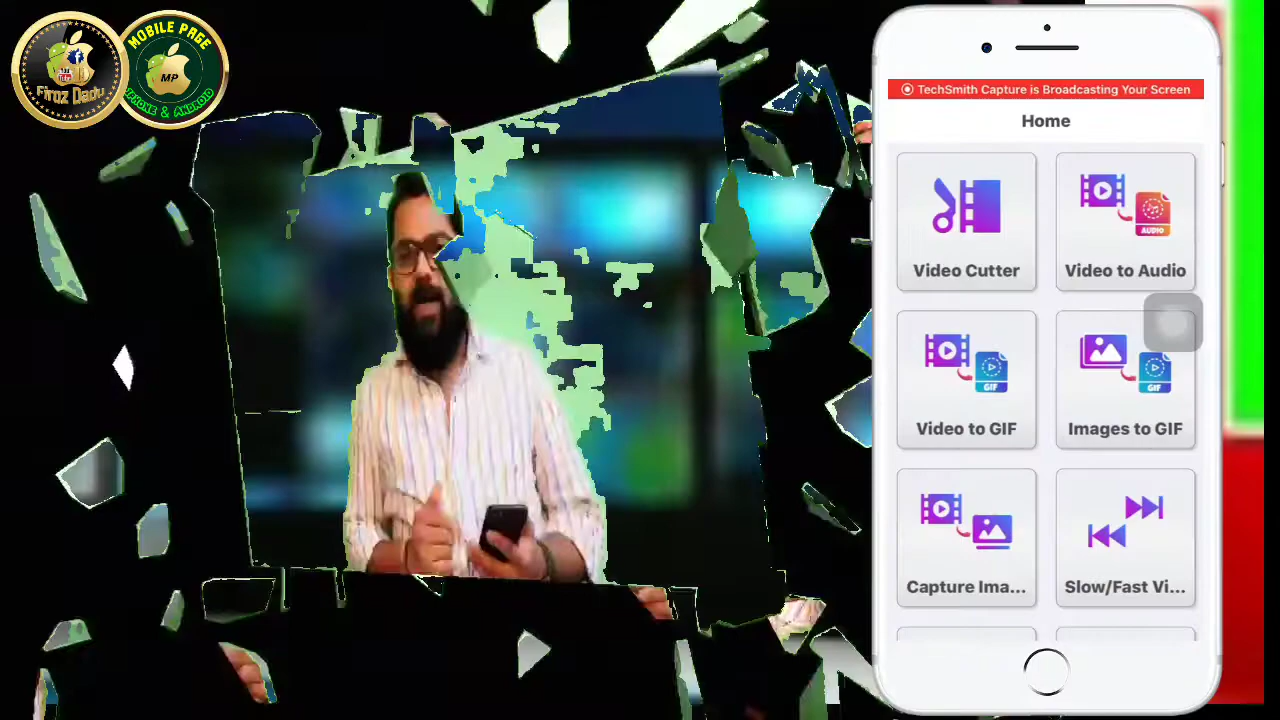 Firoz Dadu
MOBILE PAGE
MP
IPHONE & ANDROID
TechSmith Capture is Broadcasting Your Screen
Home
Video Cutter
AUDIO
Video to Audio
GIF
Video to GIF
GIF
Images to GIF
Capture Ima...
Slow/Fast Vi...